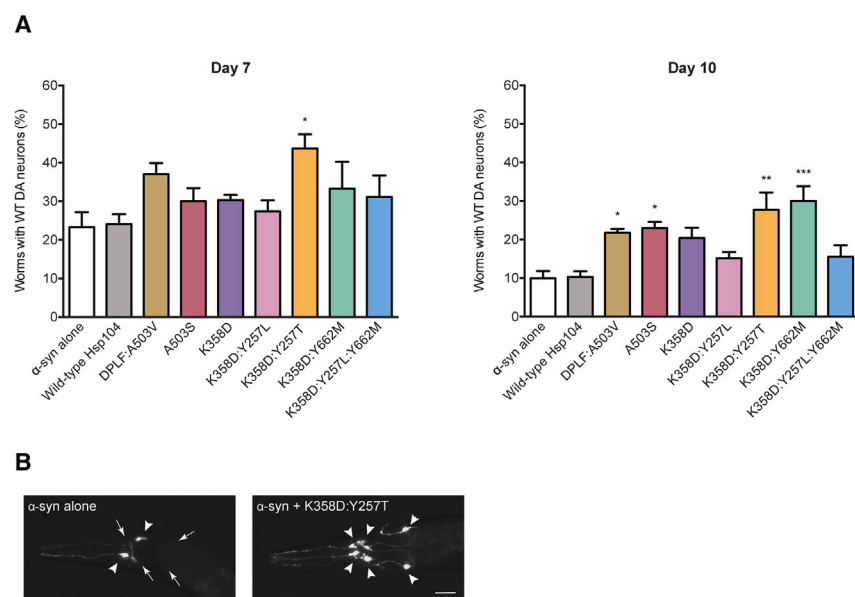 A
Day 7
Worms with WT DA neurons (%)
60
50
40
30
20
10
0
*
α-syn alone
Wild-type Hsp104
DPLF:A503V
A503S
K358D
K358D:Y257L
K358D:Y257T
K358D:Y662M
K358D:Y257L:Y662M
Day 10
Worms with WT DA neurons (%)
60
50
40
30
20
10
0
*
*
**
***
α-syn alone
Wild-type Hsp104
DPLF:A503V
A503S
K358D
K358D:Y257L
K358D:Y257T
K358D:Y662M
K358D:Y257L:Y662M
B
α-syn alone
α-syn + K358D:Y257T